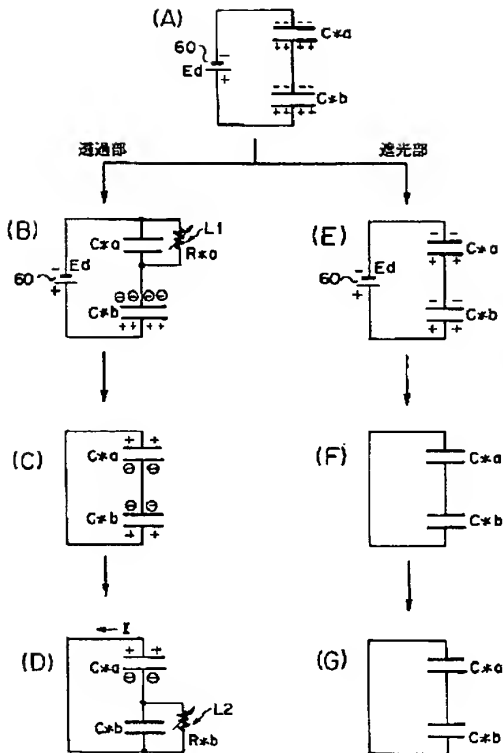 (A)
60
−
Ed
+
− − − −
C*a
+ + + +
− − − −
C*b
+ + + +
透過部
遮光部
(B)
C*a
L1
R*a
60
−
Ed
+
⊖ ⊖ ⊖ ⊖
C*b
+ + + +
(E)
60
−
Ed
+
− −
C*a
+ +
− −
C*b
+ +
(C)
+ +
C*a
⊖ ⊖
⊖ ⊖
C*b
+ +
(F)
C*a
C*b
(D)
← I
+ +
C*a
⊖ ⊖
C*b
L2
R*b
(G)
C*a
C*b